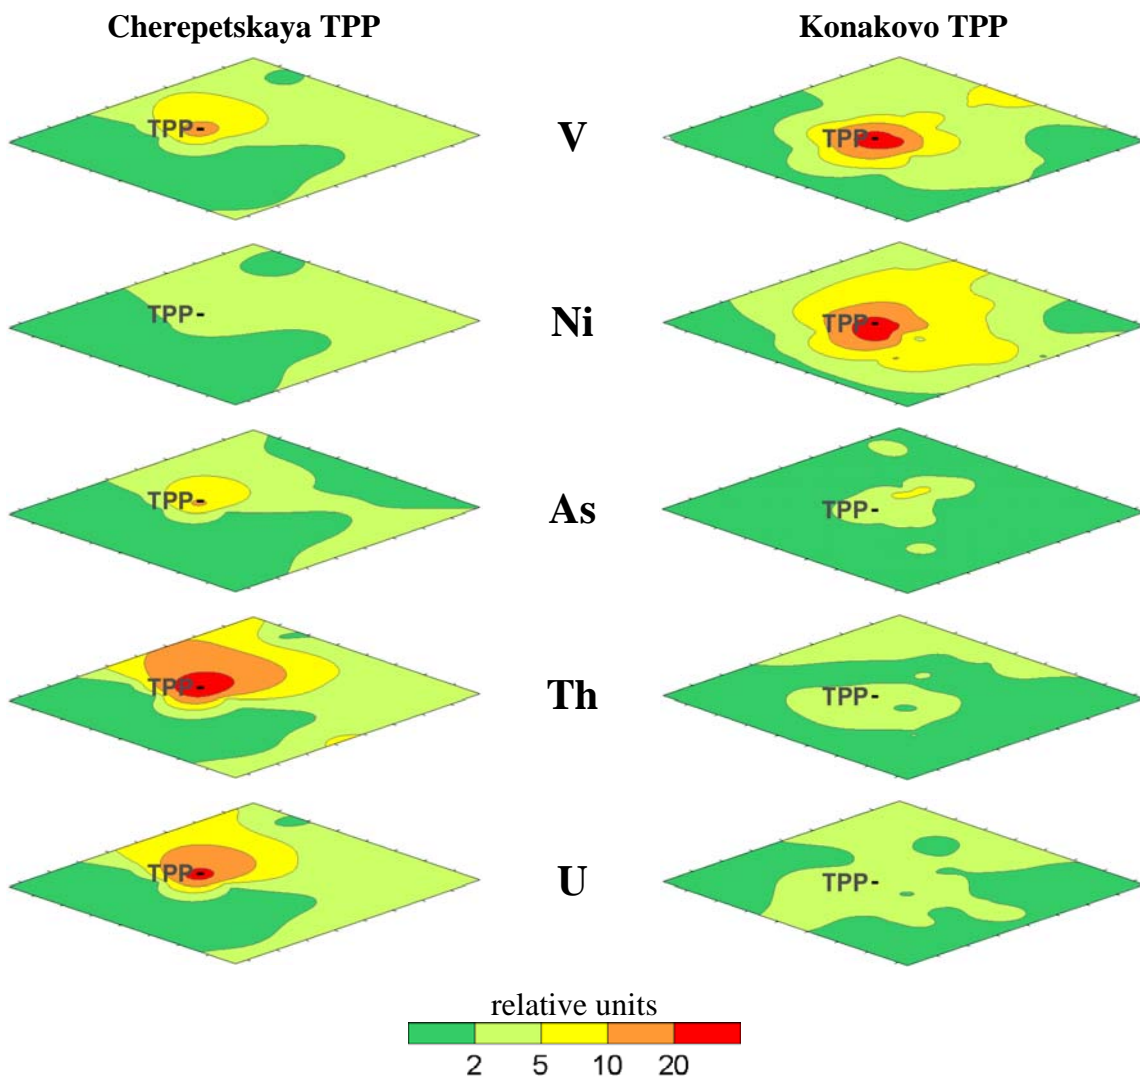 Cherepetskaya TPP Konakovo TPP
TPP- V TPP-
TPP- Ni TPP-
TPP- As TPP-
TPP- Th TPP-
TPP- U TPP-
relative units
2 5 10 20